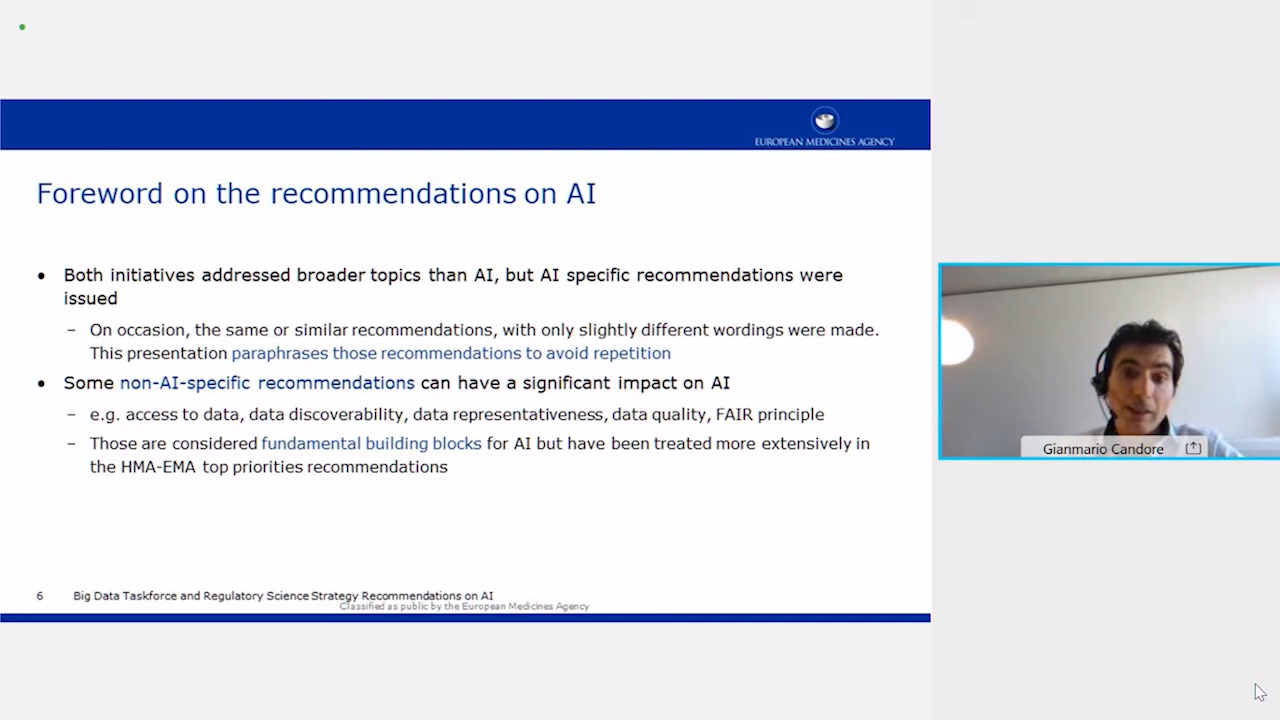 EUROPEAN MEDICINES AGENCY
Foreword on the recommendations on AI
• Both initiatives addressed broader topics than AI, but AI specific recommendations were
issued
– On occasion, the same or similar recommendations, with only slightly different wordings were made.
This presentation paraphrases those recommendations to avoid repetition
• Some non-AI-specific recommendations can have a significant impact on AI
– e.g. access to data, data discoverability, data representativeness, data quality, FAIR principle
– Those are considered fundamental building blocks for AI but have been treated more extensively in
the HMA-EMA top priorities recommendations
Gianmario Candore
6 Big Data Taskforce and Regulatory Science Strategy Recommendations on AI
Classified as public by the European Medicines Agency